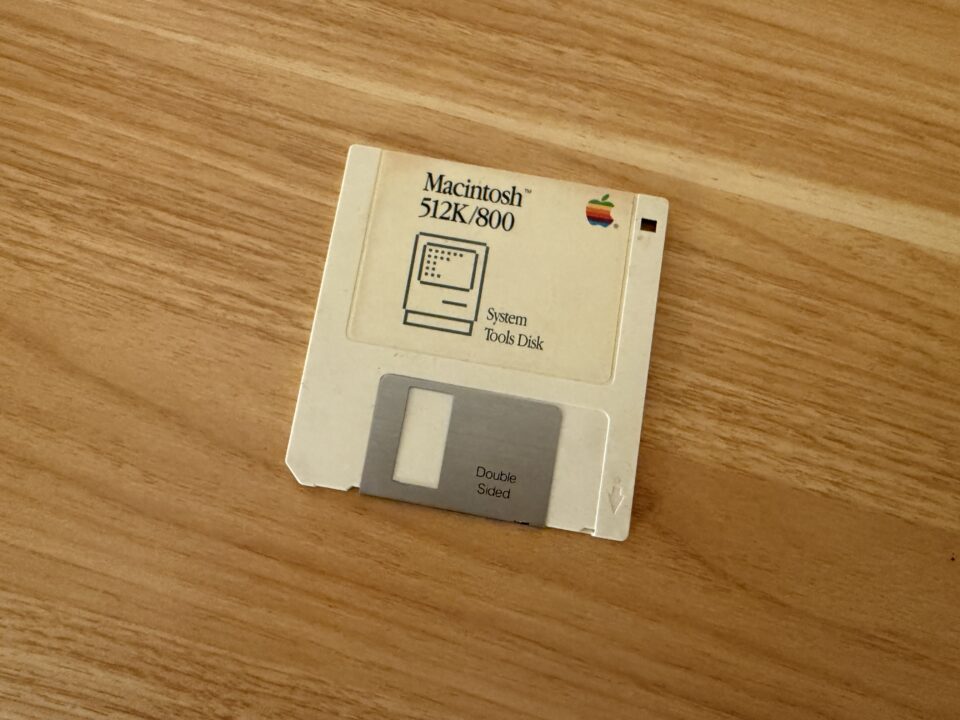 Macintosh™
512K/800
System
Tools Disk
Double
Sided